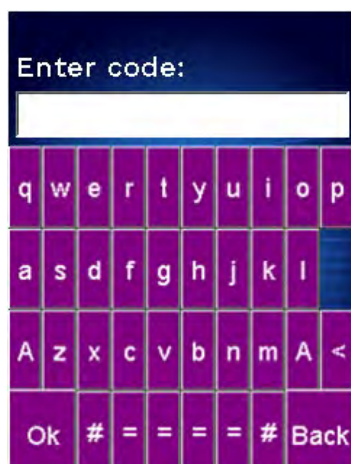 Enter code:
q w e r t y u i o p
a s d f g h j k l
A z x c v b n m A <
Ok # = = = = # Back